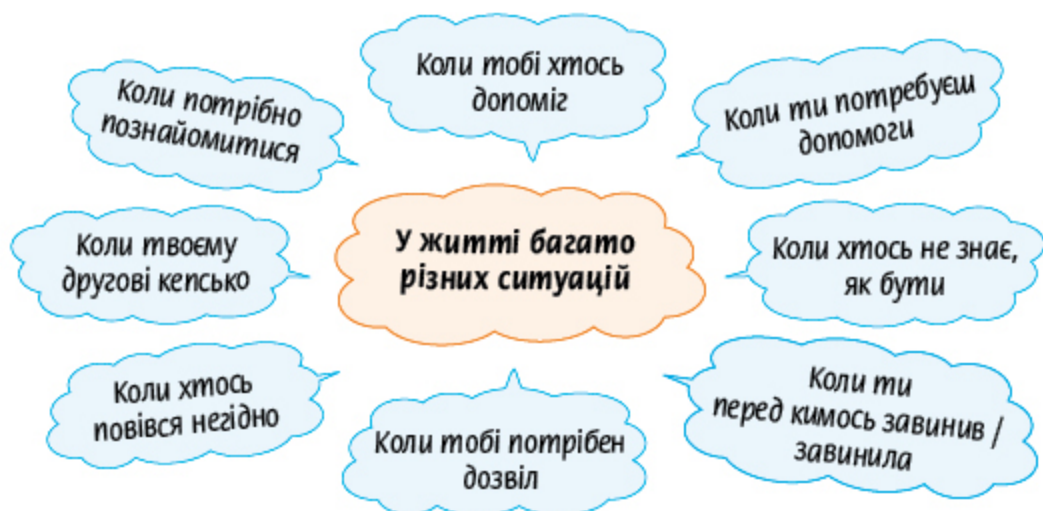 Коли тобі хтось
допоміг
Коли потрібно
познайомитися
Коли ти потребуєш
допомоги
У житті багато
різних ситуацій
Коли твоєму
другові кепсько
Коли хтось не знає,
як бути
Коли хтось
повівся негідно
Коли тобі потрібен
дозвіл
Коли ти
перед кимось завинив /
завинила